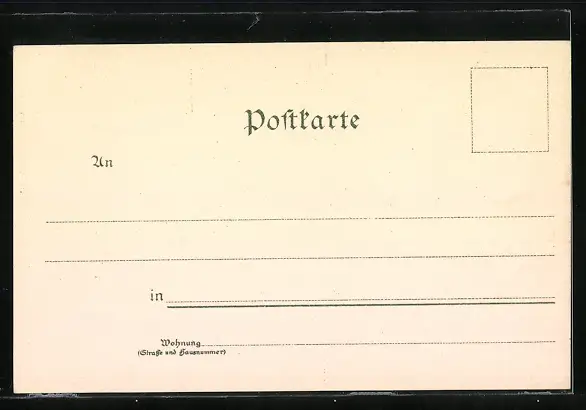 Postkarte
An
in
Wohnung
(Straße und Hausnummer)